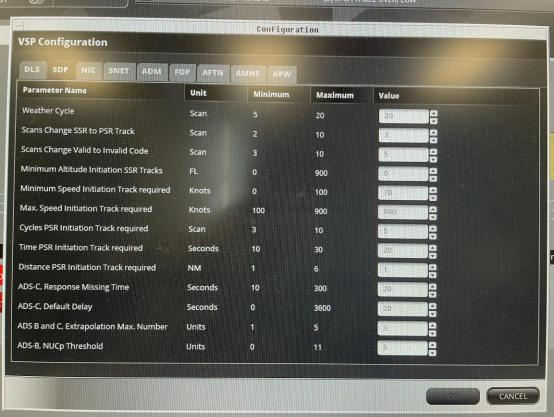 Configuration
VSP Configuration
DLS SDP NIC SNET ADM FDP AFTN AMHS APW
Parameter Name Unit Minimum Maximum Value
Weather Cycle Scan 5 20 20
Scans Change SSR to PSR Track Scan 2 10 3
Scans Change Valid to Invalid Code Scan 3 10 5
Minimum Altitude Initiation SSR Tracks FL 0 900 0
Minimum Speed Initiation Track required Knots 0 100 70
Max. Speed Initiation Track required Knots 100 900 900
Cycles PSR Initiation Track required Scan 3 10 5
Time PSR Initiation Track required Seconds 10 30 20
Distance PSR Initiation Track required NM 1 6 1
ADS-C, Response Missing Time Seconds 10 300 20
ADS-C, Default Delay Seconds 0 3600 20
ADS B and C, Extrapolation Max. Number Units 1 5 3
ADS-B, NUCp Threshold Units 0 11 5
CANCEL